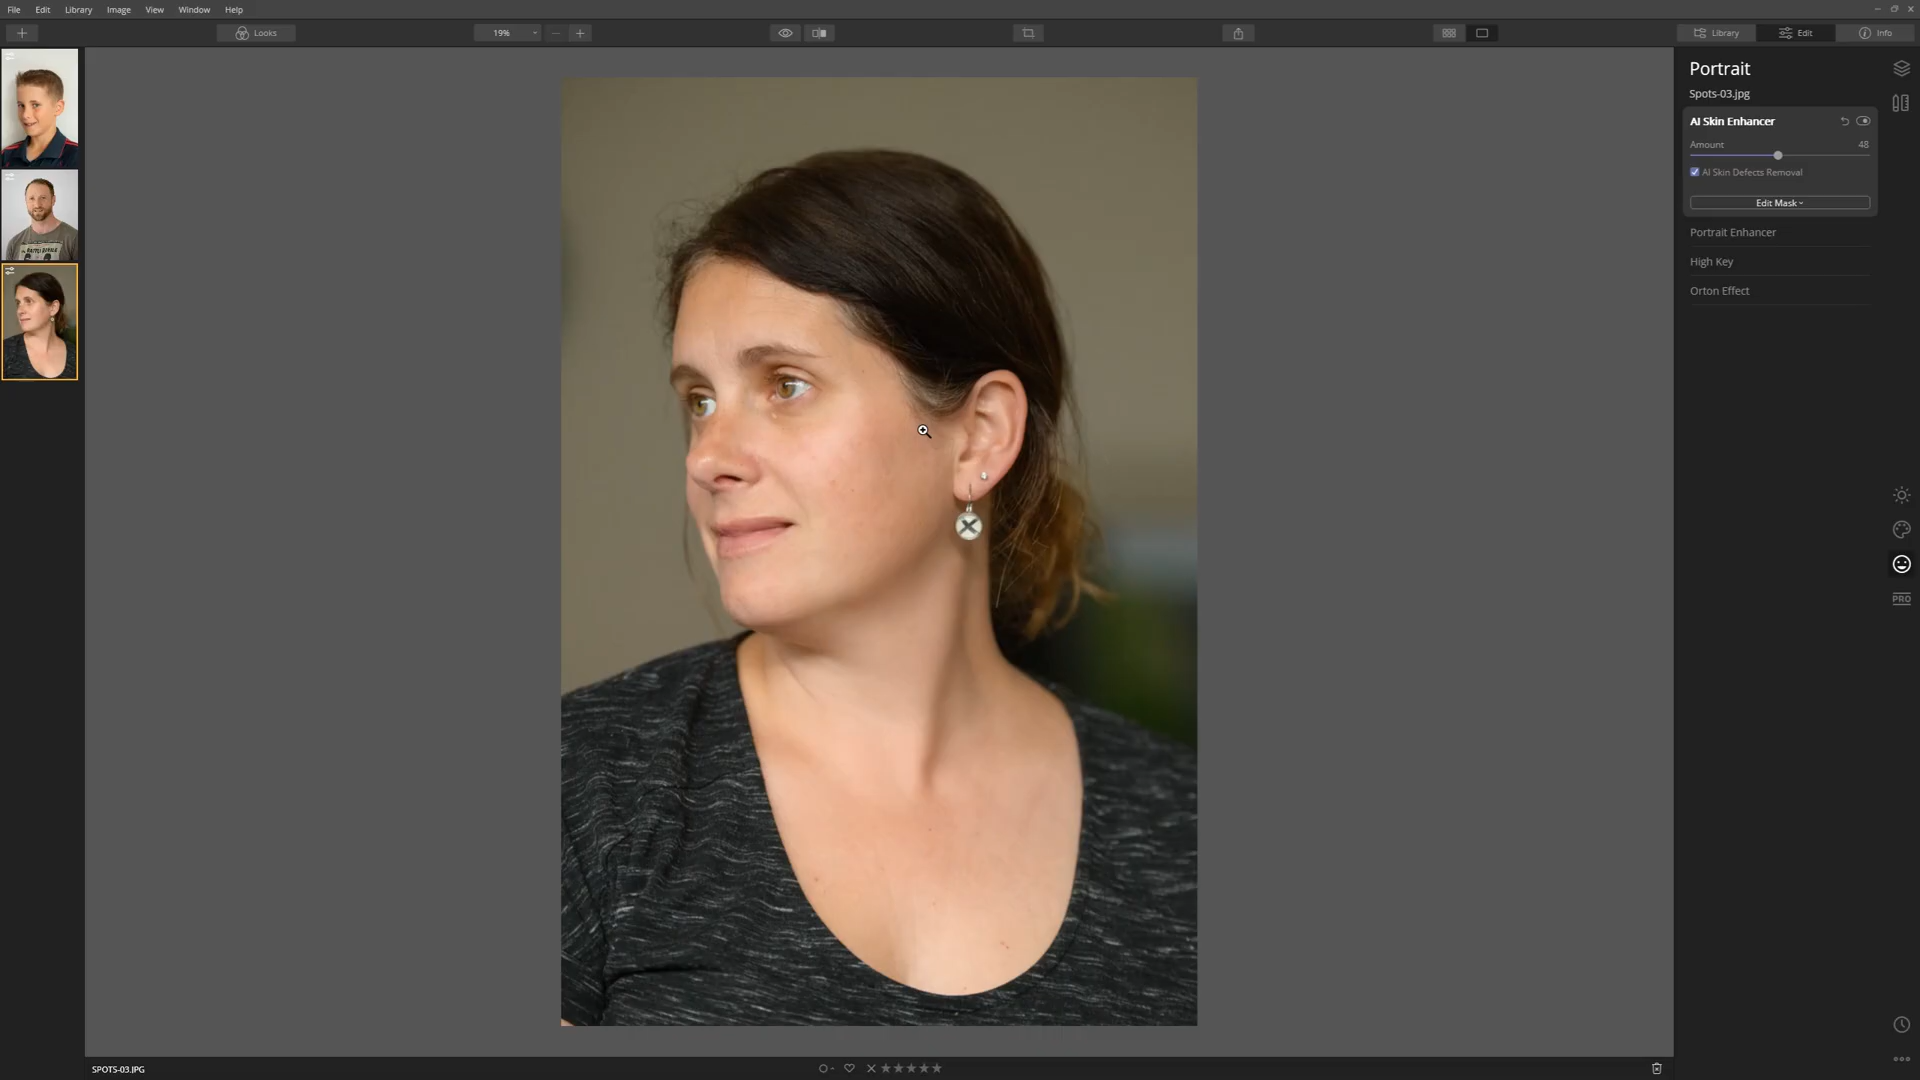 File Edit Library Image View Window Help
Looks 19% Library Edit Info
Portrait
Spots-03.jpg
AI Skin Enhancer
Amount 48
AI Skin Defects Removal
Edit Mask
Portrait Enhancer
High Key
Orton Effect
PRO
SPOTS-03.JPG